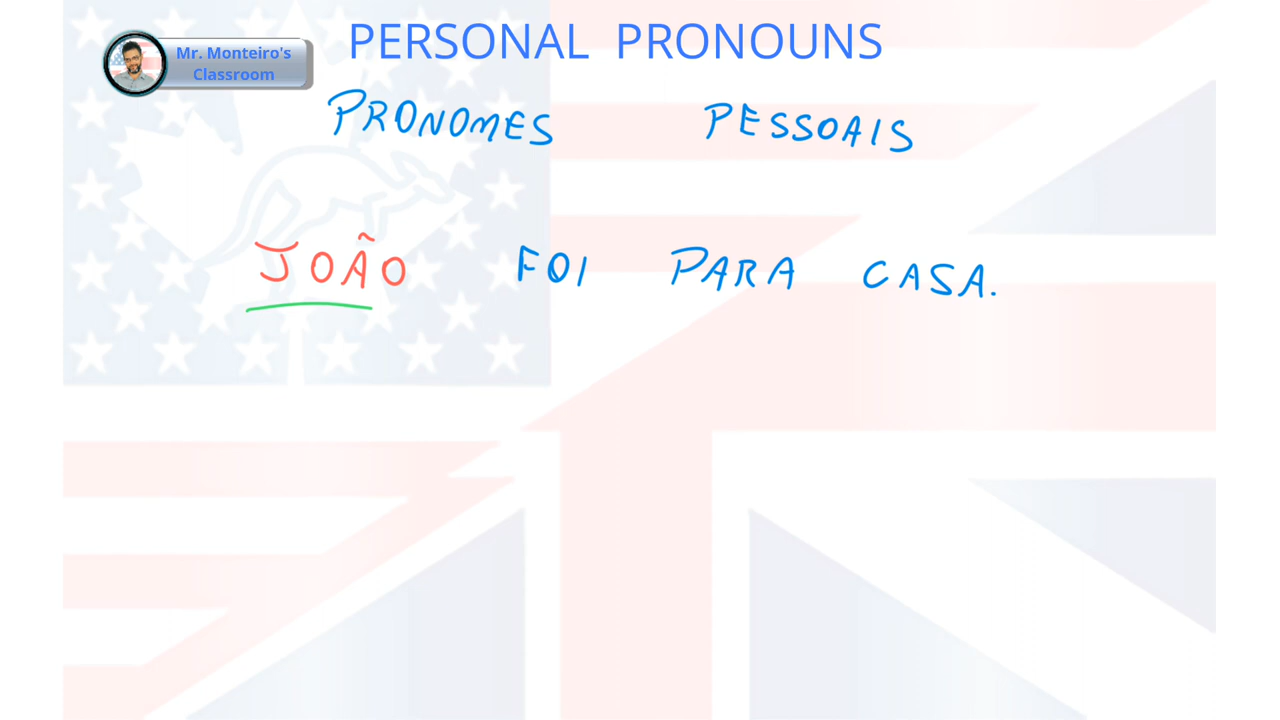 PERSONAL PRONOUNS
Mr. Monteiro's
Classroom
PRONOMES PESSOAIS
JOÃO FOI PARA CASA.